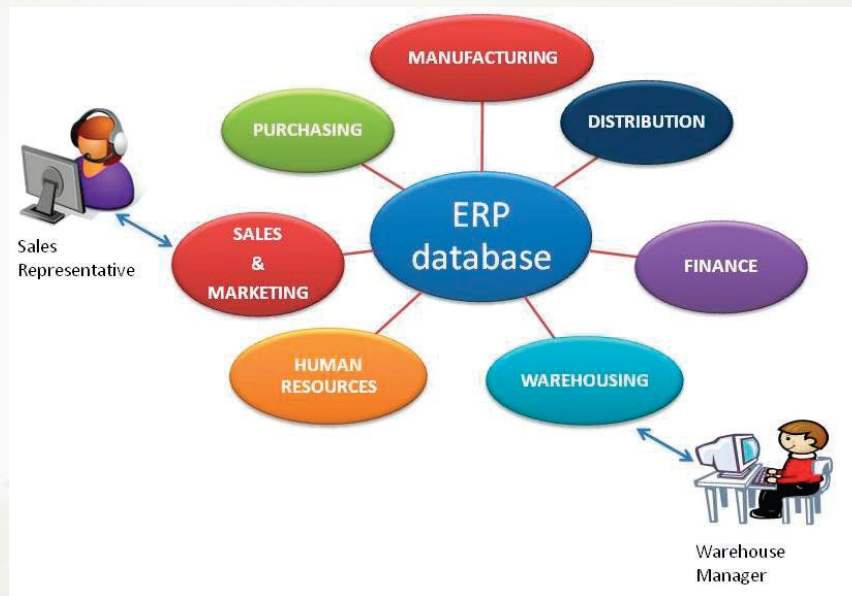 MANUFACTURING
PURCHASING
DISTRIBUTION
ERP
database
Sales
Representative
SALES
&
MARKETING
FINANCE
HUMAN
RESOURCES
WAREHOUSING
Warehouse
Manager